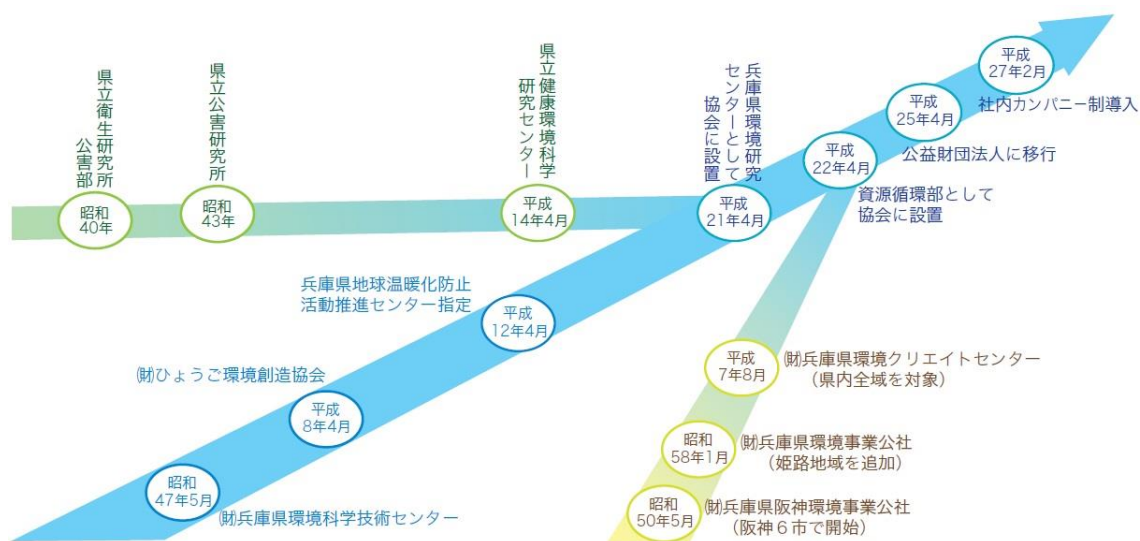 県立衛生研究所
公害部
昭和
40年
県立公害研究所
昭和
43年
県立健康環境科学
研究センター
平成
14年4月
兵庫県環境研究
センターとして
協会に設置
平成
21年4月
平成
22年4月
資源循環部として
協会に設置
平成
25年4月
公益財団法人に移行
平成
27年2月
社内カンパニー制導入
兵庫県地球温暖化防止
活動推進センター指定
平成
12年4月
㈶ひょうご環境創造協会
平成
8年4月
昭和
47年5月
㈶兵庫県環境科学技術センター
平成
7年8月
㈶兵庫県環境クリエイトセンター
（県内全域を対象）
昭和
58年1月
㈶兵庫県環境事業公社
（姫路地域を追加）
昭和
50年5月
㈶兵庫県阪神環境事業公社
（阪神６市で開始）